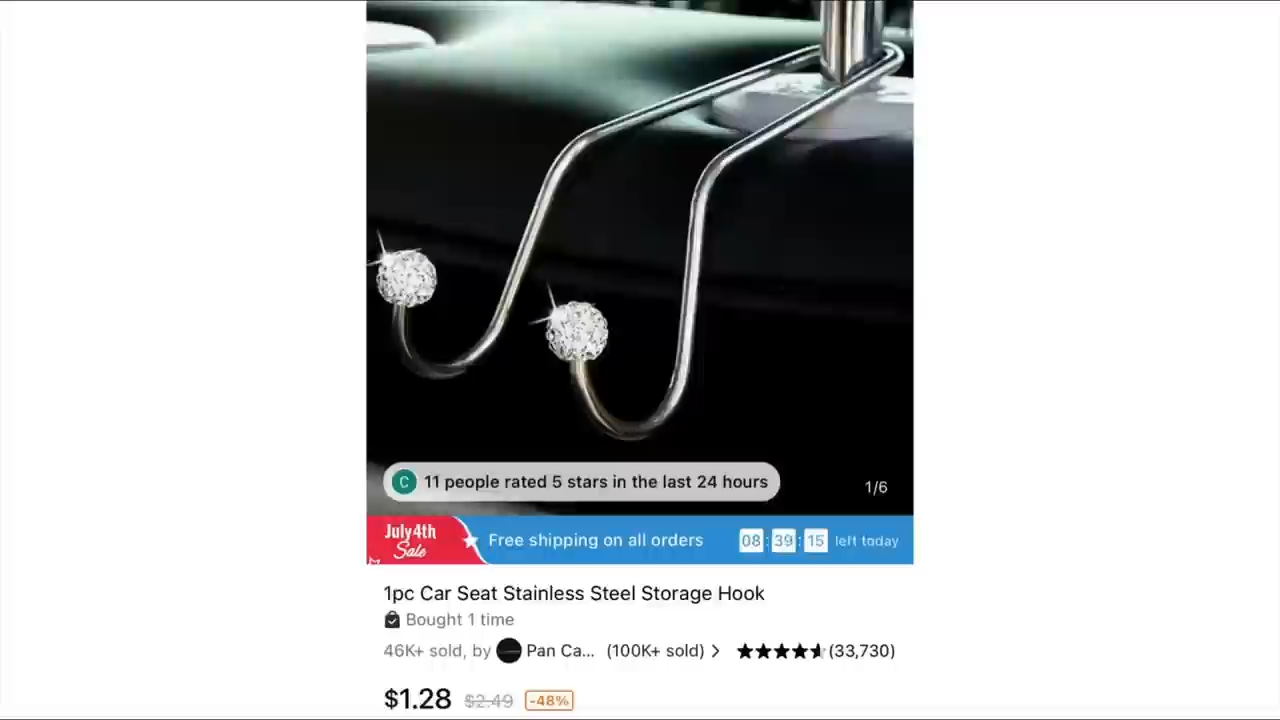 C 11 people rated 5 stars in the last 24 hours
1/6
July 4th
Sale
Free shipping on all orders 08:39:15 left today
1pc Car Seat Stainless Steel Storage Hook
Bought 1 time
46K+ sold, by Pan Ca... (100K+ sold) > (33,730)
$1.28 $2.49 -48%